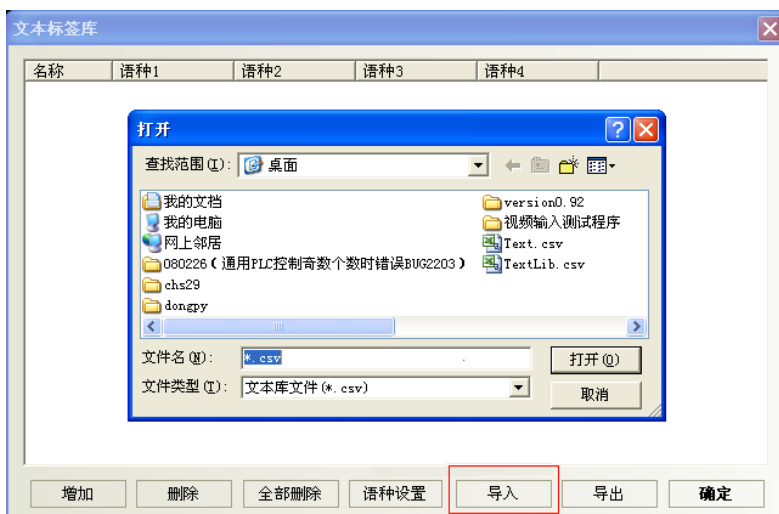 文本标签库
名称 语种1 语种2 语种3 语种4
打开
查找范围(I): 桌面
我的文档
我的电脑
网上邻居
080226(通用PLC控制奇数个数时错误BUG2203)
chs29
dongpy
version0.92
视频输入测试程序
Text.csv
TextLib.csv
文件名(N): *.csv 打开(O)
文件类型(T): 文本库文件(*.csv) 取消
增加 删除 全部删除 语种设置 导入 导出 确定